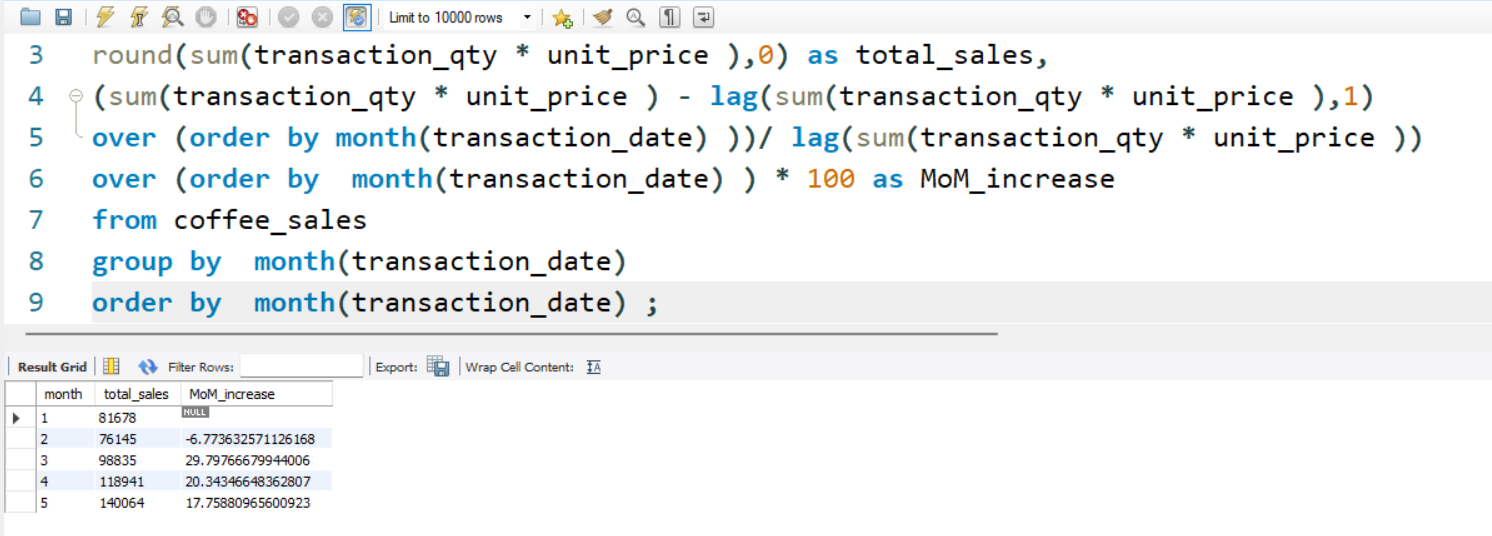 Limit to 10000 rows
3 round(sum(transaction_qty * unit_price ),0) as total_sales,
4 (sum(transaction_qty * unit_price ) - lag(sum(transaction_qty * unit_price ),1)
5 over (order by month(transaction_date) ))/ lag(sum(transaction_qty * unit_price ))
6 over (order by  month(transaction_date) ) * 100 as MoM_increase
7 from coffee_sales
8 group by  month(transaction_date)
9 order by  month(transaction_date) ;
Result Grid Filter Rows: Export: Wrap Cell Content: IA
month total_sales MoM_increase
1 81678 NULL
2 76145 -6.773632571126168
3 98835 29.79766679944006
4 118941 20.34346648362807
5 140064 17.75880965600923